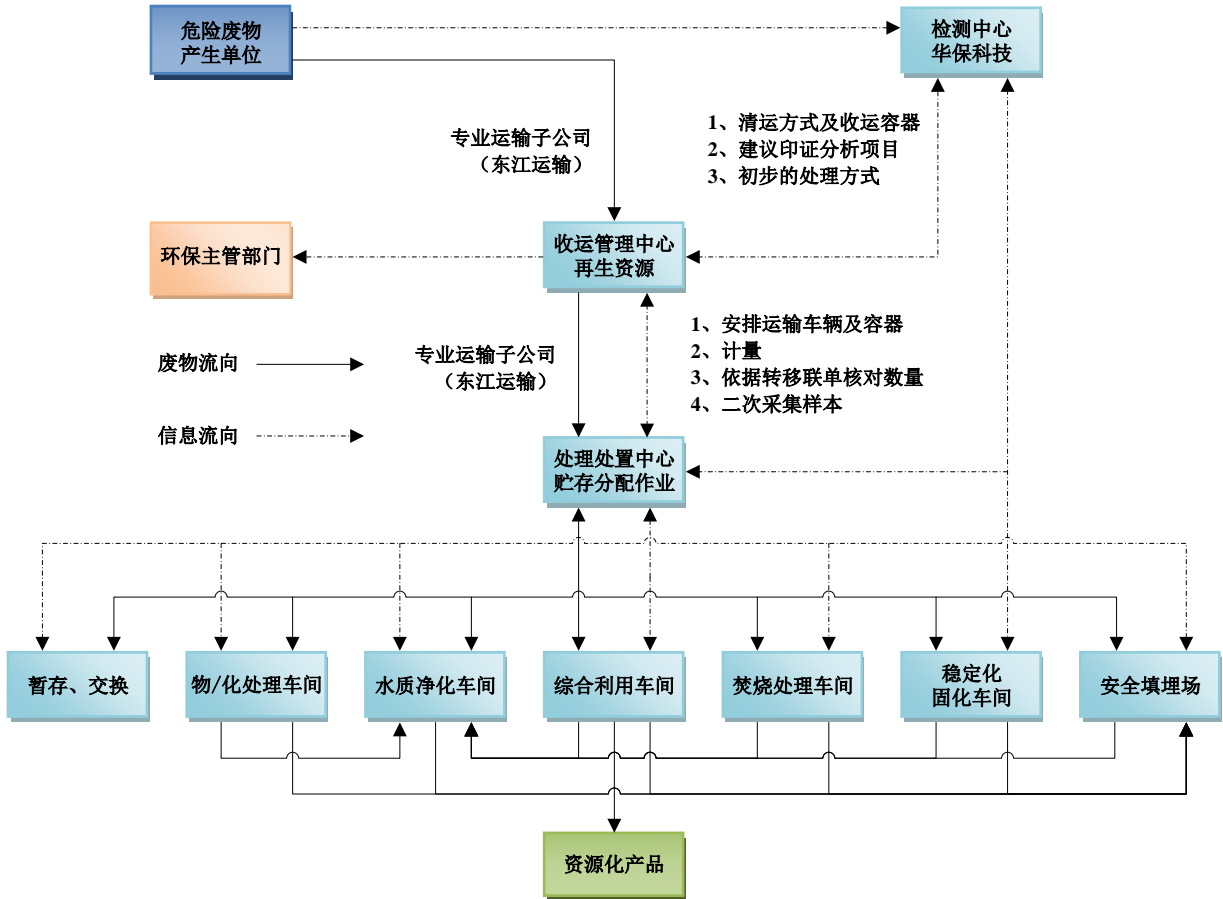 危险废物
产生单位
检测中心
华保科技
专业运输子公司
（东江运输）
1、清运方式及收运容器
2、建议印证分析项目
3、初步的处理方式
环保主管部门
收运管理中心
再生资源
1、安排运输车辆及容器
2、计量
3、依据转移联单核对数量
4、二次采集样本
专业运输子公司
（东江运输）
废物流向
信息流向
处理处置中心
贮存分配作业
暂存、交换
物/化处理车间
水质净化车间
综合利用车间
焚烧处理车间
稳定化
固化车间
安全填埋场
资源化产品